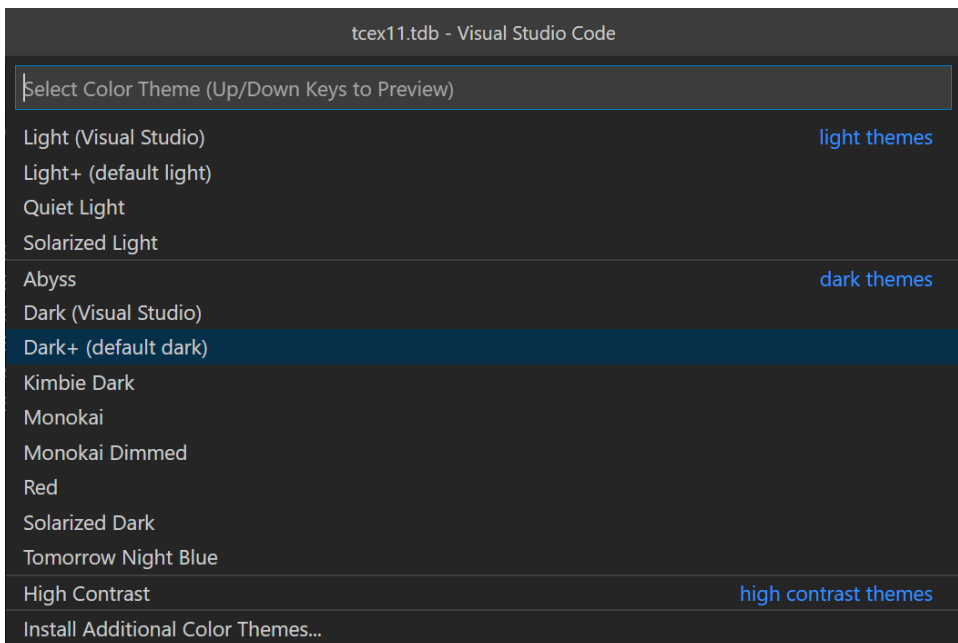 tcex11.tdb - Visual Studio Code
Select Color Theme (Up/Down Keys to Preview)
Light (Visual Studio) light themes
Light+ (default light)
Quiet Light
Solarized Light
Abyss dark themes
Dark (Visual Studio)
Dark+ (default dark)
Kimbie Dark
Monokai
Monokai Dimmed
Red
Solarized Dark
Tomorrow Night Blue
High Contrast high contrast themes
Install Additional Color Themes...